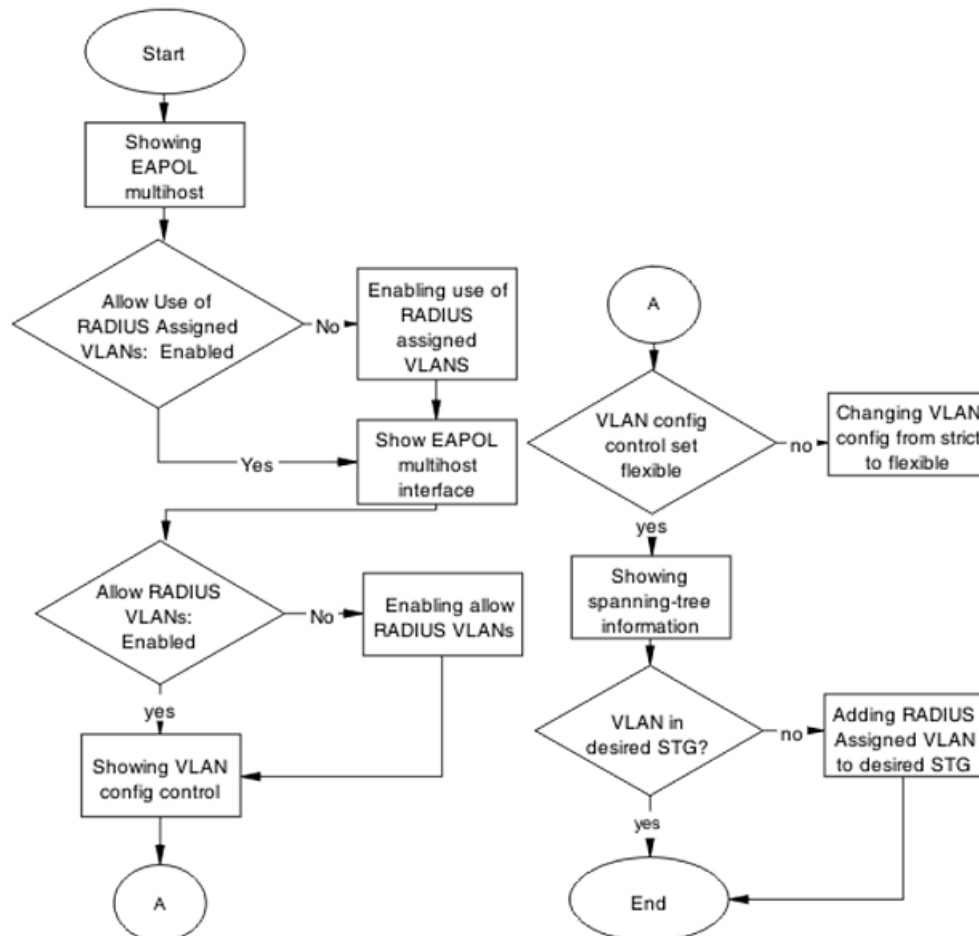 Start
Showing
EAPOL
multihost
Allow Use of
RADIUS Assigned
VLANs: Enabled
No
Enabling use of
RADIUS
assigned
VLANS
Yes
Show EAPOL
multihost
interface
Allow RADIUS
VLANs:
Enabled
No
Enabling allow
RADIUS VLANs
yes
Showing VLAN
config control
A
A
VLAN config
control set
flexible
no
Changing VLAN
config from strict
to flexible
yes
Showing
spanning-tree
information
VLAN in
desired STG?
no
Adding RADIUS
Assigned VLAN
to desired STG
yes
End